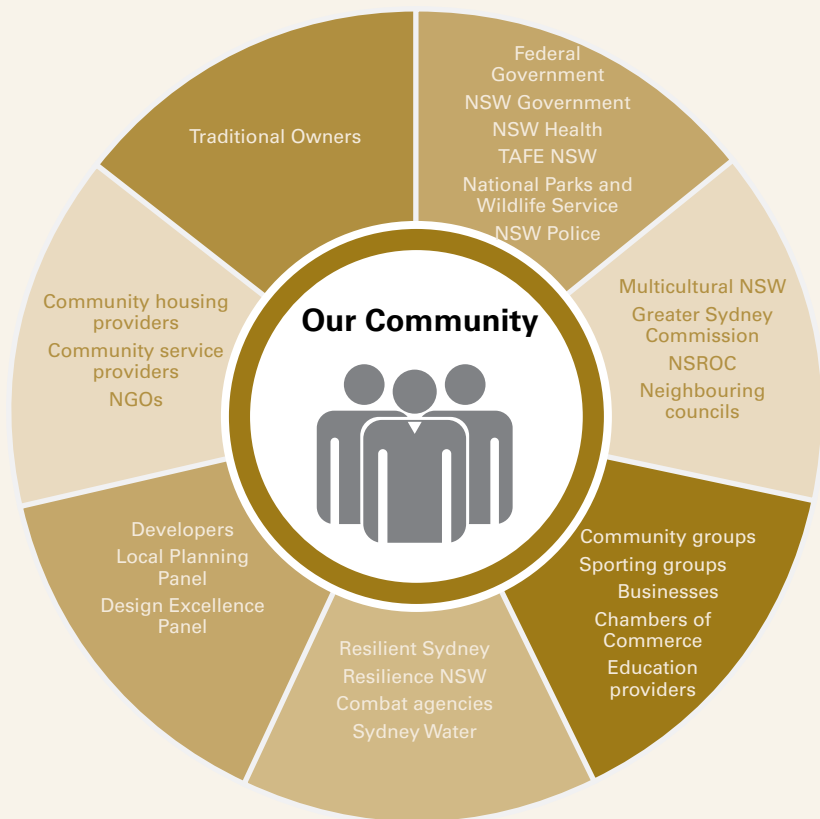 Federal
Government
NSW Government
NSW Health
TAFE NSW
National Parks and
Wildlife Service
NSW Police
Multicultural NSW
Greater Sydney
Commission
NSROC
Neighbouring
councils
Community groups
Sporting groups
Businesses
Chambers of
Commerce
Education
providers
Resilient Sydney
Resilience NSW
Combat agencies
Sydney Water
Developers
Local Planning
Panel
Design Excellence
Panel
Community housing
providers
Community service
providers
NGOs
Traditional Owners
Our Community